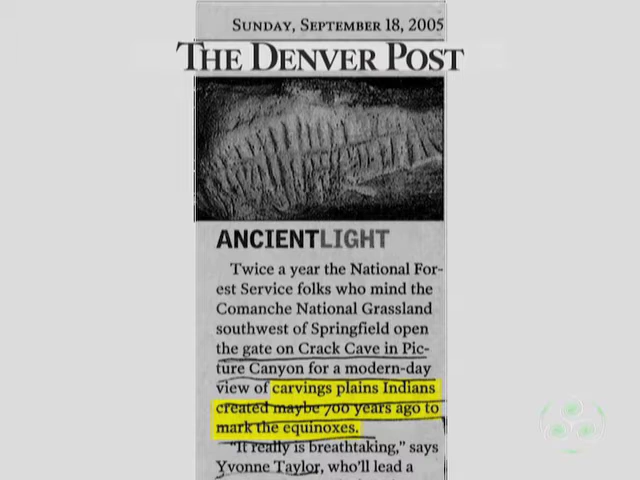 SUNDAY, SEPTEMBER 18, 2005
THE DENVER POST
ANCIENTLIGHT
Twice a year the National For-
est Service folks who mind the
Comanche National Grassland
southwest of Springfield open
the gate on Crack Cave in Pic-
ture Canyon for a modern-day
view of carvings plains Indians
created maybe 700 years ago to
mark the equinoxes.
"It really is breathtaking," says
Yvonne Taylor, who'll lead a